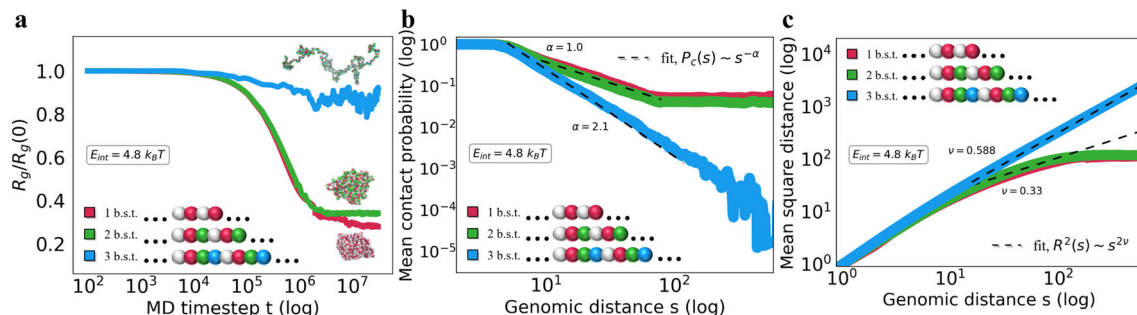 a
R_g/R_g(0)
1.0
0.8
0.6
0.4
0.2
E_int = 4.8 k_BT
1 b.s.t.
2 b.s.t.
3 b.s.t.
10^2 10^3 10^4 10^5 10^6 10^7
MD timestep t (log)
b
Mean contact probability (log)
10^0
10^-1
10^-2
10^-3
10^-4
10^-5
α = 1.0
fit, P_c(s) ~ s^-α
α = 2.1
E_int = 4.8 k_BT
1 b.s.t.
2 b.s.t.
3 b.s.t.
10^0 10^1 10^2
Genomic distance s (log)
c
Mean square distance (log)
10^4
10^3
10^2
10^1
10^0
1 b.s.t.
2 b.s.t.
3 b.s.t.
E_int = 4.8 k_BT
ν = 0.588
ν = 0.33
fit, R^2(s) ~ s^2ν
10^0 10^1 10^2
Genomic distance s (log)